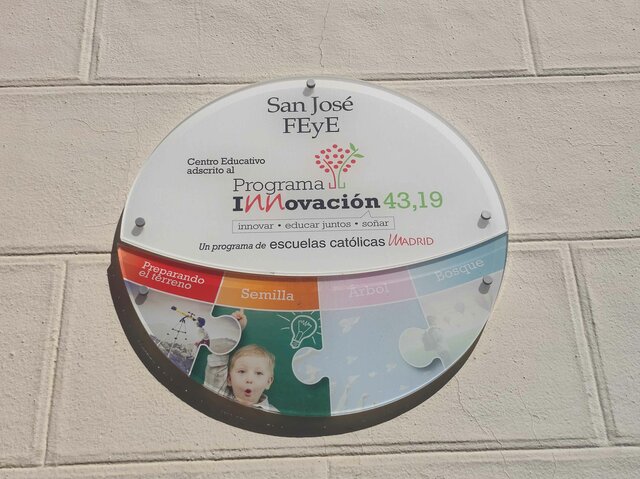 San José
FEyE
Centro Educativo
adscrito al
Programa
Innovación 43,19
innovar • educar juntos • soñar
Un programa de escuelas católicas MADRID
Preparando
el terreno
Semilla
Árbol
Bosque